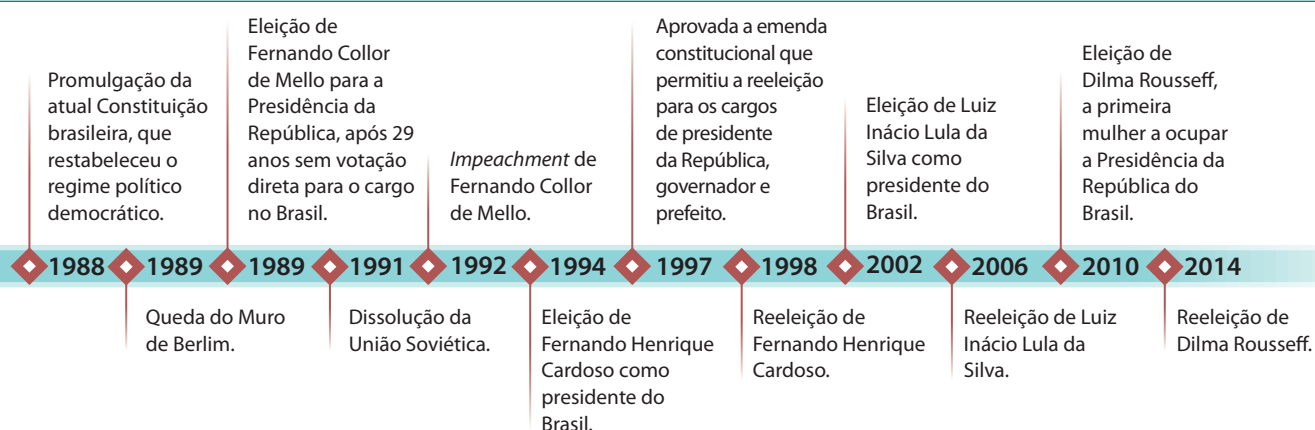 Promulgação da
atual Constituição
brasileira, que
restabeleceu o
regime político
democrático.
Eleição de
Fernando Collor
de Mello para a
Presidência da
República, após 29
anos sem votação
direta para o cargo
no Brasil.
Impeachment de
Fernando Collor
de Mello.
Aprovada a emenda
constitucional que
permitiu a reeleição
para os cargos
de presidente
da República,
governador e
prefeito.
Eleição de Luiz
Inácio Lula da
Silva como
presidente do
Brasil.
Eleição de
Dilma Rousseff,
a primeira
mulher a ocupar
a Presidência da
República do
Brasil.
1988 1989 1989 1991 1992 1994 1997 1998 2002 2006 2010 2014
Queda do Muro
de Berlim.
Dissolução da
União Soviética.
Eleição de
Fernando Henrique
Cardoso como
presidente do
Brasil.
Reeleição de
Fernando Henrique
Cardoso.
Reeleição de Luiz
Inácio Lula da
Silva.
Reeleição de
Dilma Rousseff.